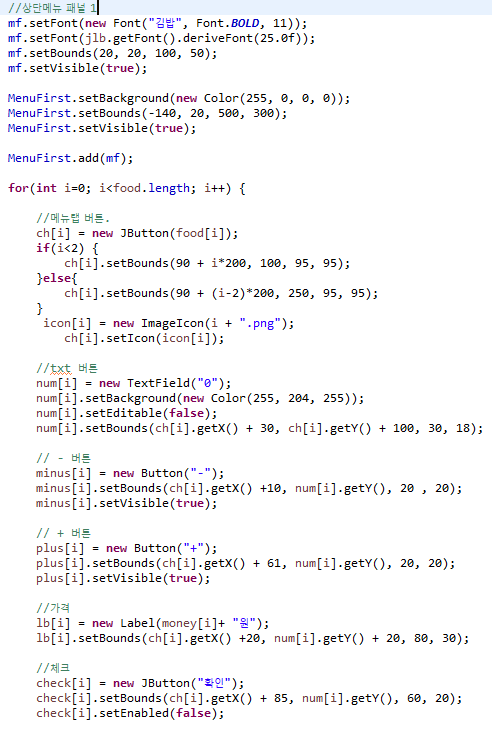 //상단메뉴 패널 1
mf.setFont(new Font("김밥", Font.BOLD, 11));
mf.setFont(jlb.getFont().deriveFont(25.0f));
mf.setBounds(20, 20, 100, 50);
mf.setVisible(true);
MenuFirst.setBackground(new Color(255, 0, 0, 0));
MenuFirst.setBounds(-140, 20, 500, 300);
MenuFirst.setVisible(true);
MenuFirst.add(mf);
for(int i=0; i<food.length; i++) {
//메뉴탭 버튼.
ch[i] = new JButton(food[i]);
if(i<2) {
ch[i].setBounds(90 + i*200, 100, 95, 95);
}else{
ch[i].setBounds(90 + (i-2)*200, 250, 95, 95);
}
icon[i] = new ImageIcon(i + ".png");
ch[i].setIcon(icon[i]);
//txt 버튼
num[i] = new TextField("0");
num[i].setBackground(new Color(255, 204, 255));
num[i].setEditable(false);
num[i].setBounds(ch[i].getX() + 30, ch[i].getY() + 100, 30, 18);
// - 버튼
minus[i] = new Button("-");
minus[i].setBounds(ch[i].getX() +10, num[i].getY(), 20 , 20);
minus[i].setVisible(true);
// + 버튼
plus[i] = new Button("+");
plus[i].setBounds(ch[i].getX() + 61, num[i].getY(), 20, 20);
plus[i].setVisible(true);
//가격
lb[i] = new Label(money[i]+ "원");
lb[i].setBounds(ch[i].getX() +20, num[i].getY() + 20, 80, 30);
//체크
check[i] = new JButton("확인");
check[i].setBounds(ch[i].getX() + 85, num[i].getY(), 60, 20);
check[i].setEnabled(false);